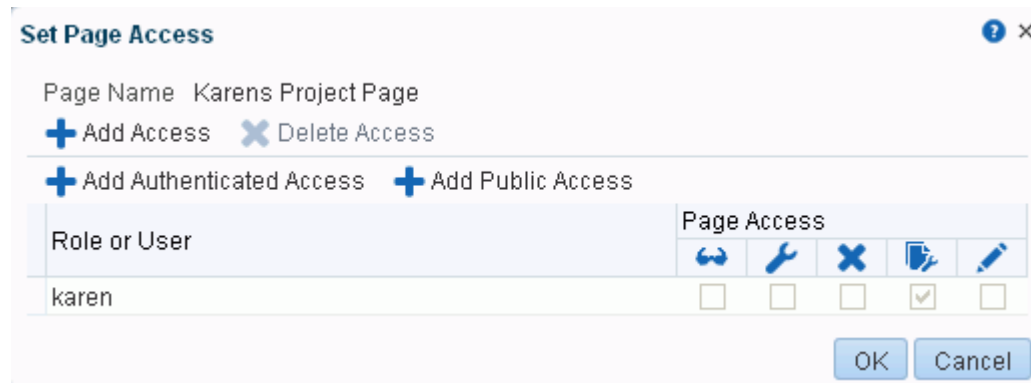 Set Page Access
Page Name Karens Project Page
Add Access Delete Access
Add Authenticated Access Add Public Access
Role or User
Page Access
karen
OK Cancel